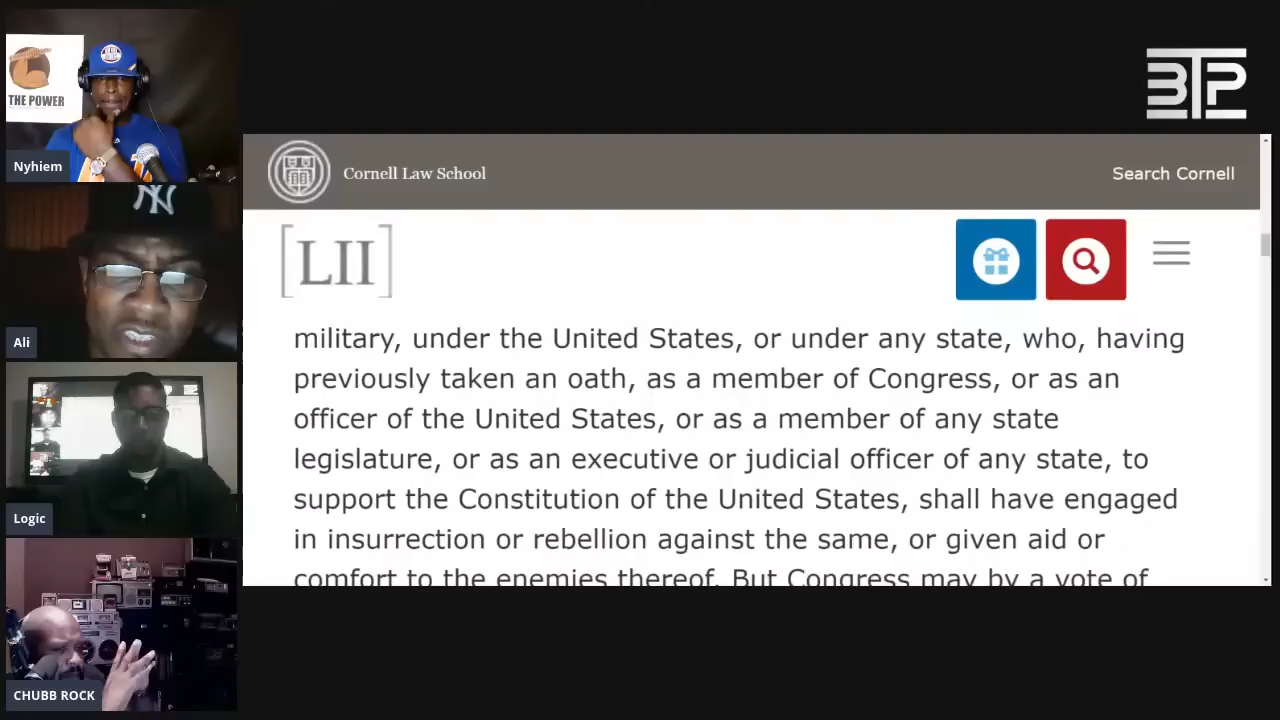 THE POWER
Nyhiem
NY
Ali
Logic
CHUBB ROCK
BTP
Cornell Law School
Search Cornell
[LII]
military, under the United States, or under any state, who, having
previously taken an oath, as a member of Congress, or as an
officer of the United States, or as a member of any state
legislature, or as an executive or judicial officer of any state, to
support the Constitution of the United States, shall have engaged
in insurrection or rebellion against the same, or given aid or
comfort to the enemies thereof. But Congress may by a vote of